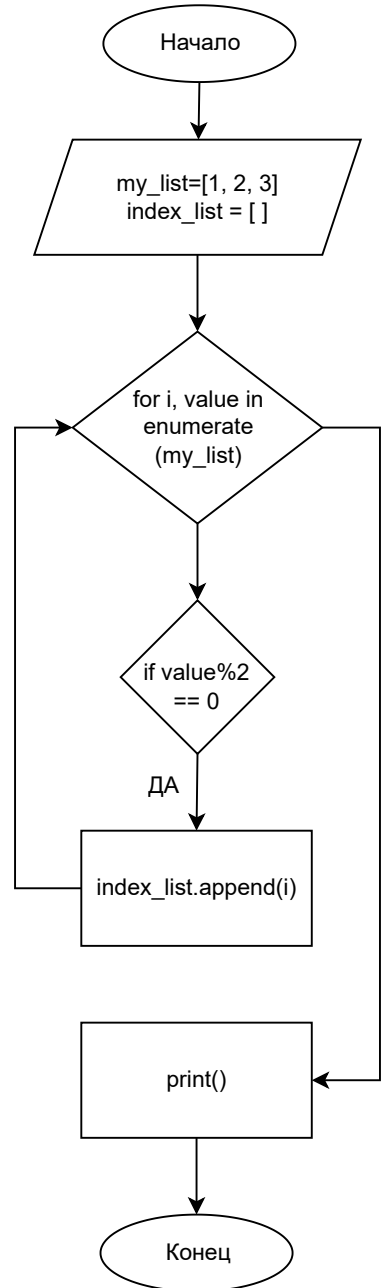 Начало
my_list=[1, 2, 3]
index_list = [ ]
for i, value in
enumerate
(my_list)
if value%2
== 0
ДА
index_list.append(i)
print()
Конец